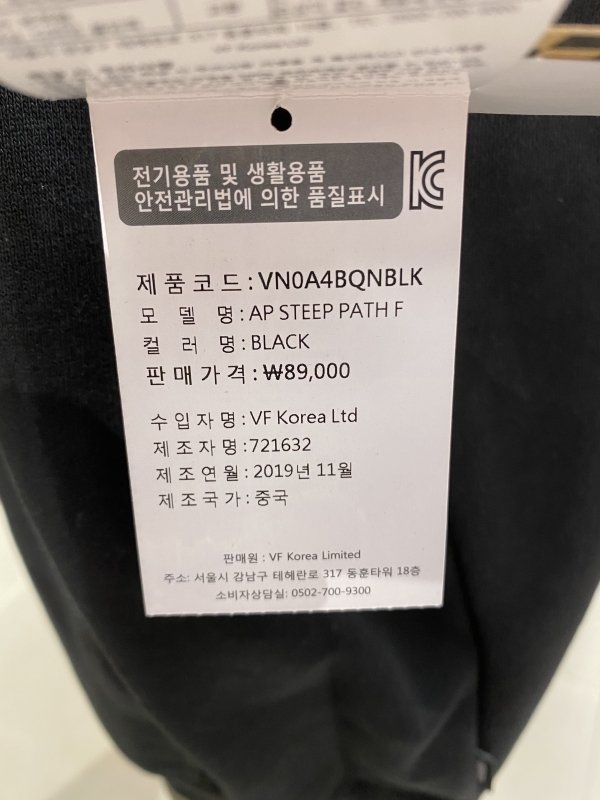 전기용품 및 생활용품
안전관리법에 의한 품질표시
제품코드:VN0A4BQNBLK
모 델 명:AP STEEP PATH F
컬 러 명:BLACK
판매가격:₩89,000
수입자명:VF Korea Ltd
제조자명:721632
제조연월:2019년 11월
제조국가:중국
판매원 : VF Korea Limited
주소: 서울시 강남구 테헤란로 317 동훈타워 18층
소비자상담실: 0502-700-9300